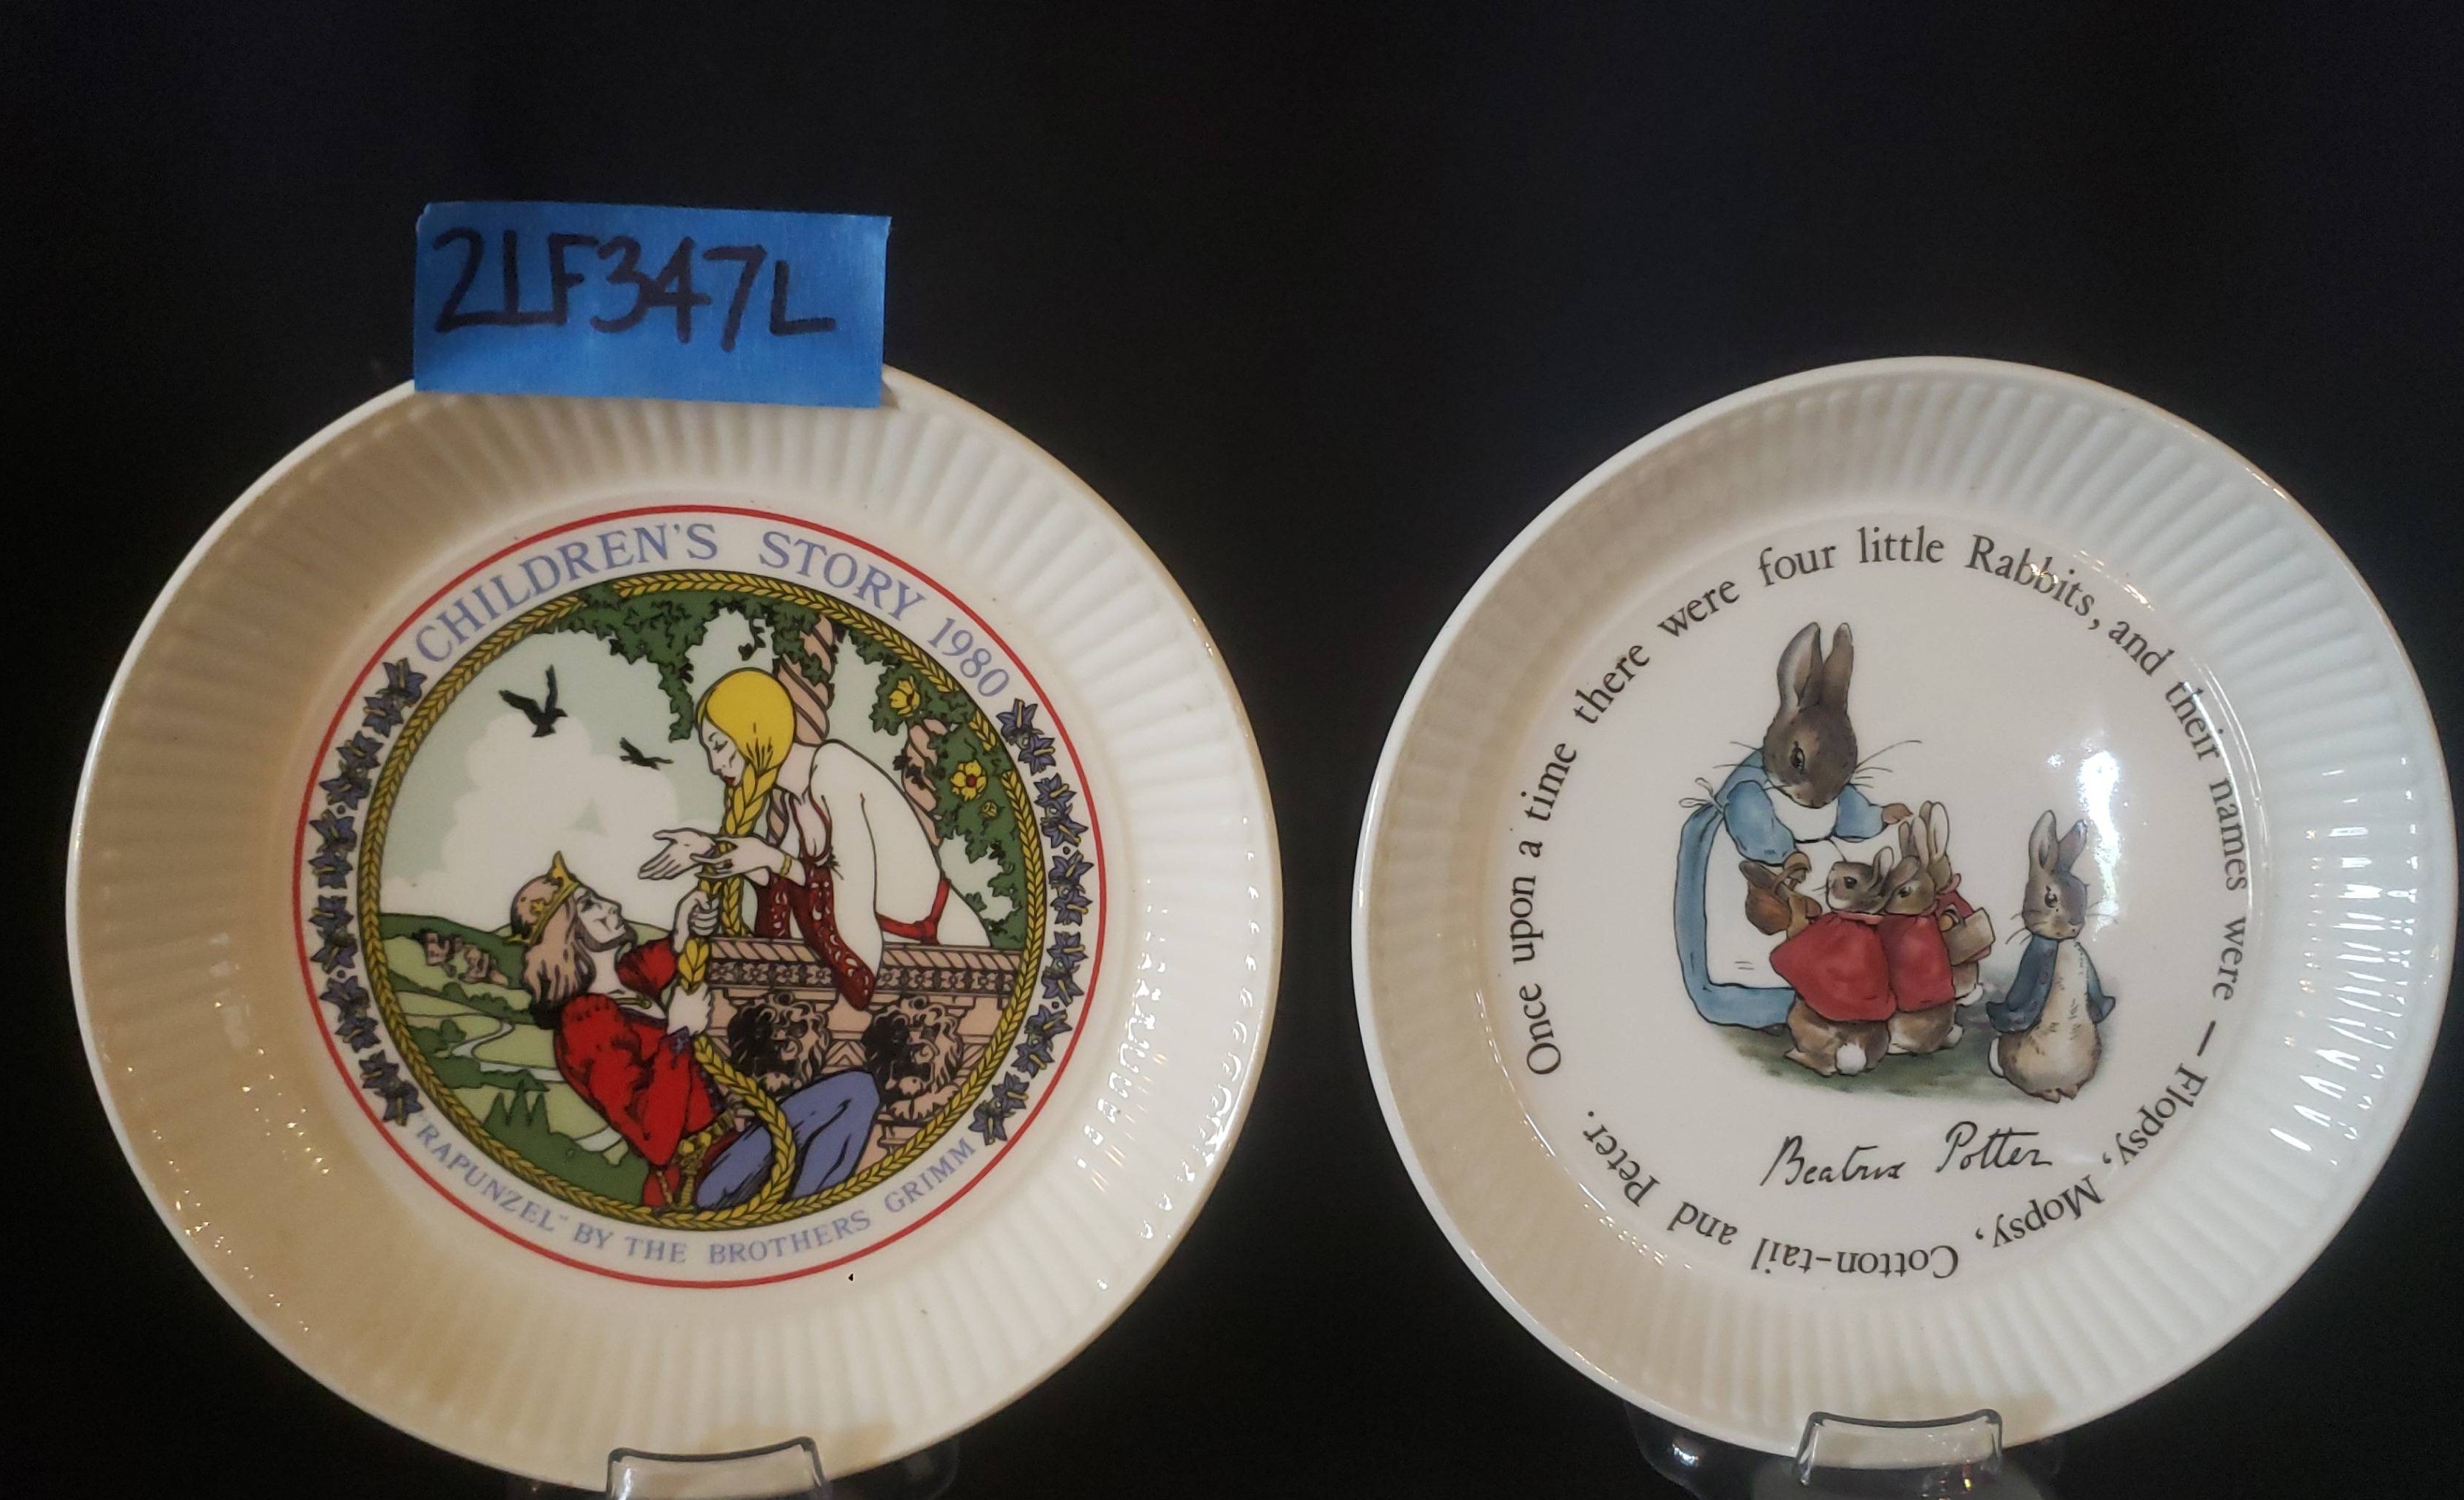 2LF347L
CHILDREN'S STORY 1980
"RAPUNZEL" BY THE BROTHERS GRIMM
Once upon a time there were four little Rabbits, and their names were — Flopsy, Mopsy, Cotton-tail and Peter.
Beatrix Potter